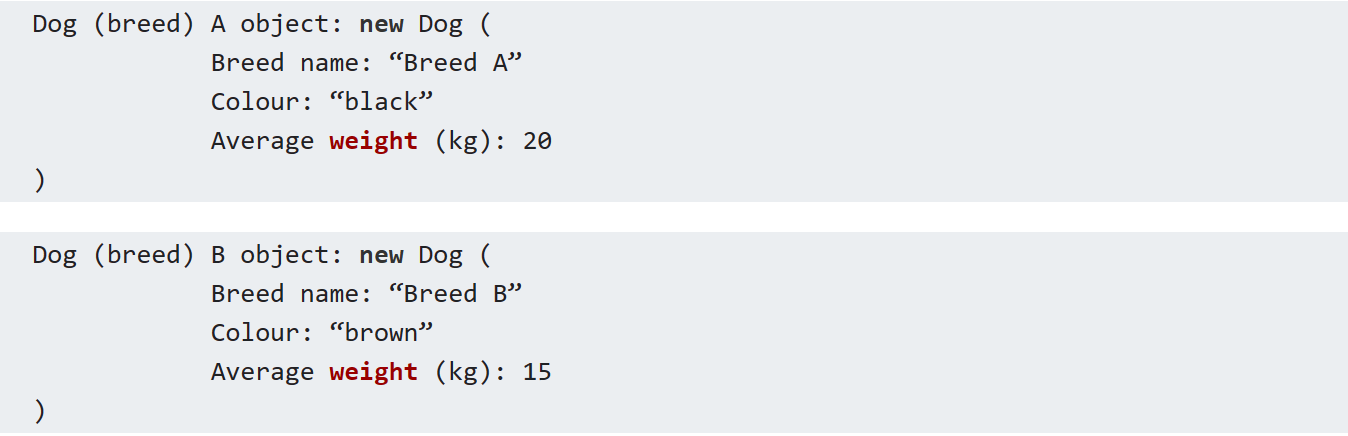 Dog (breed) A object: new Dog (
Breed name: “Breed A”
Colour: “black”
Average weight (kg): 20
)
Dog (breed) B object: new Dog (
Breed name: “Breed B”
Colour: “brown”
Average weight (kg): 15
)